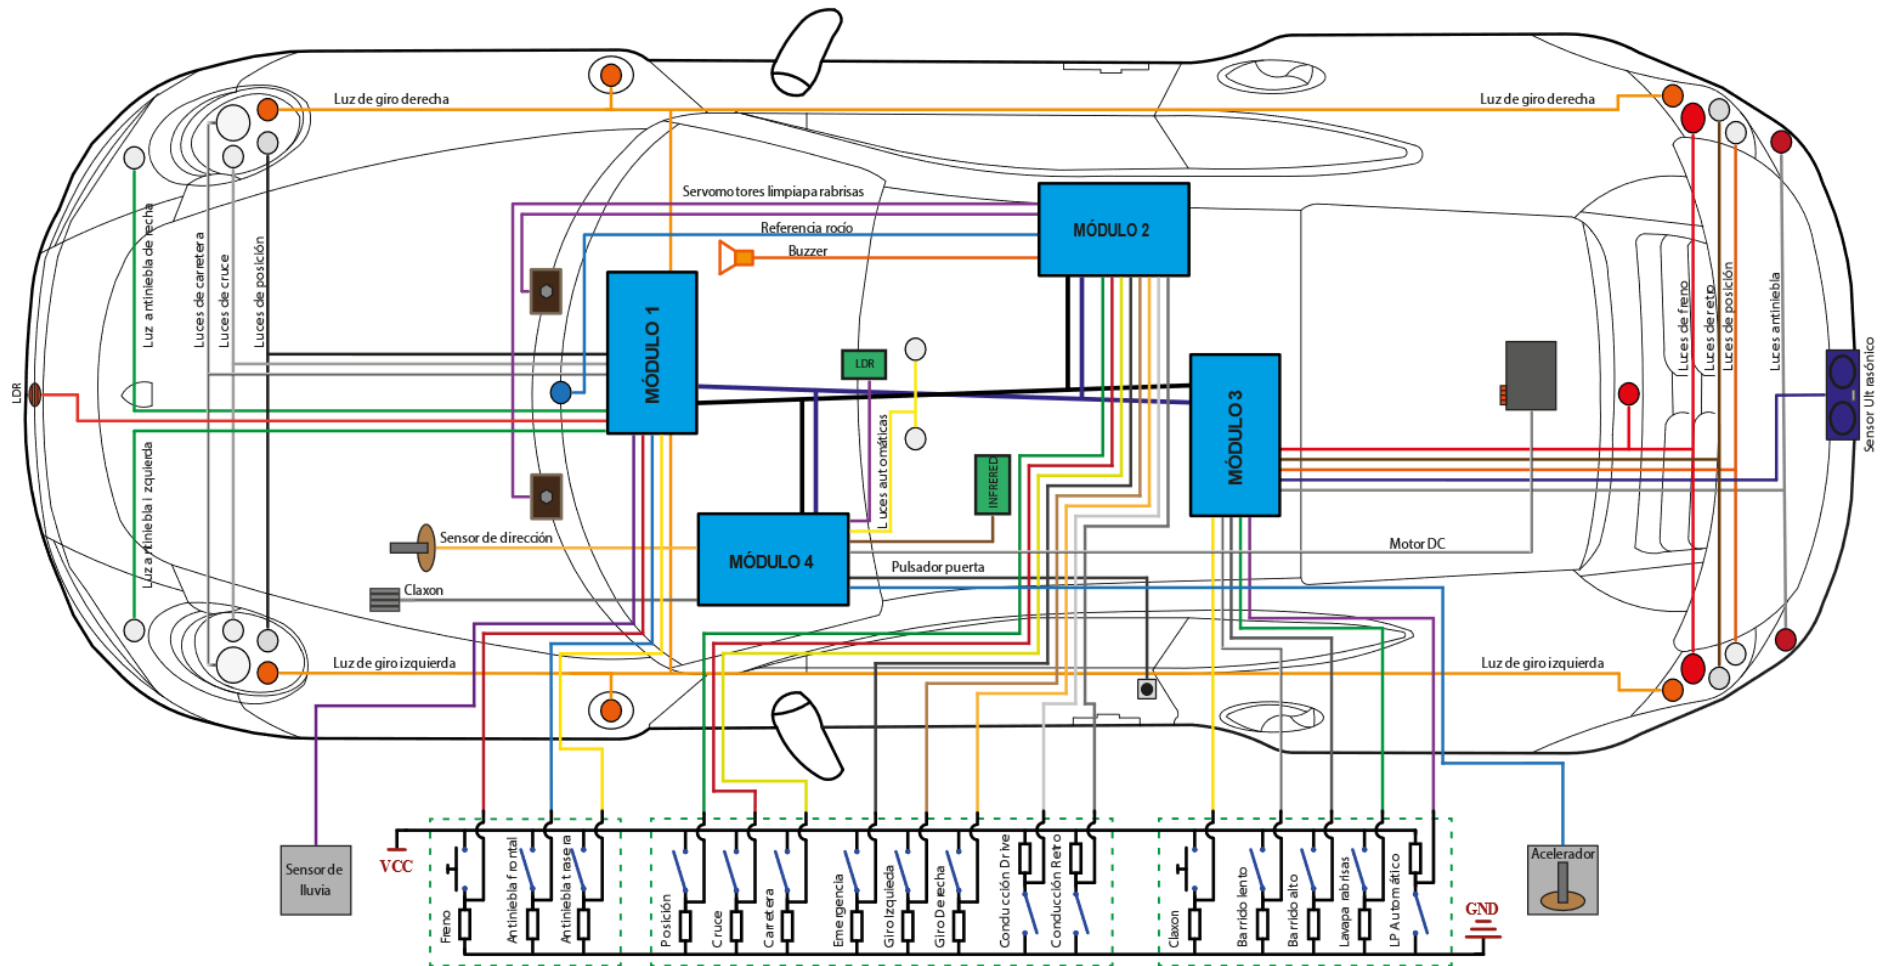 Luz de giro derecha
Luz de giro derecha
Servomotores limpiaparabrisas
Referencia rocío
Buzzer
MÓDULO 2
Luz antiniebla derecha
Luces de carretera
Luces de cruce
Luces de posición
MÓDULO 1
LDR
LDR
Luces automáticas
INFRERED
MÓDULO 3
Luces de freno
Luces de reto
Luces de posición
Luces antiniebla
Sensor Ultrasónico
Luz antiniebla izquierda
Sensor de dirección
Claxon
MÓDULO 4
Motor DC
Pulsador puerta
Luz de giro izquierda
Luz de giro izquierda
Sensor de
lluvia
VCC
Freno
Antiniebla frontal
Antiniebla trasera
Posición
Cruce
Carretera
Emergencia
Giro Izquieda
Giro Derecha
Conducción Drive
Conducción Retro
Claxon
Barrido lento
Barrido alto
Lavaparabrisas
LP Automático
GND
Acelerador